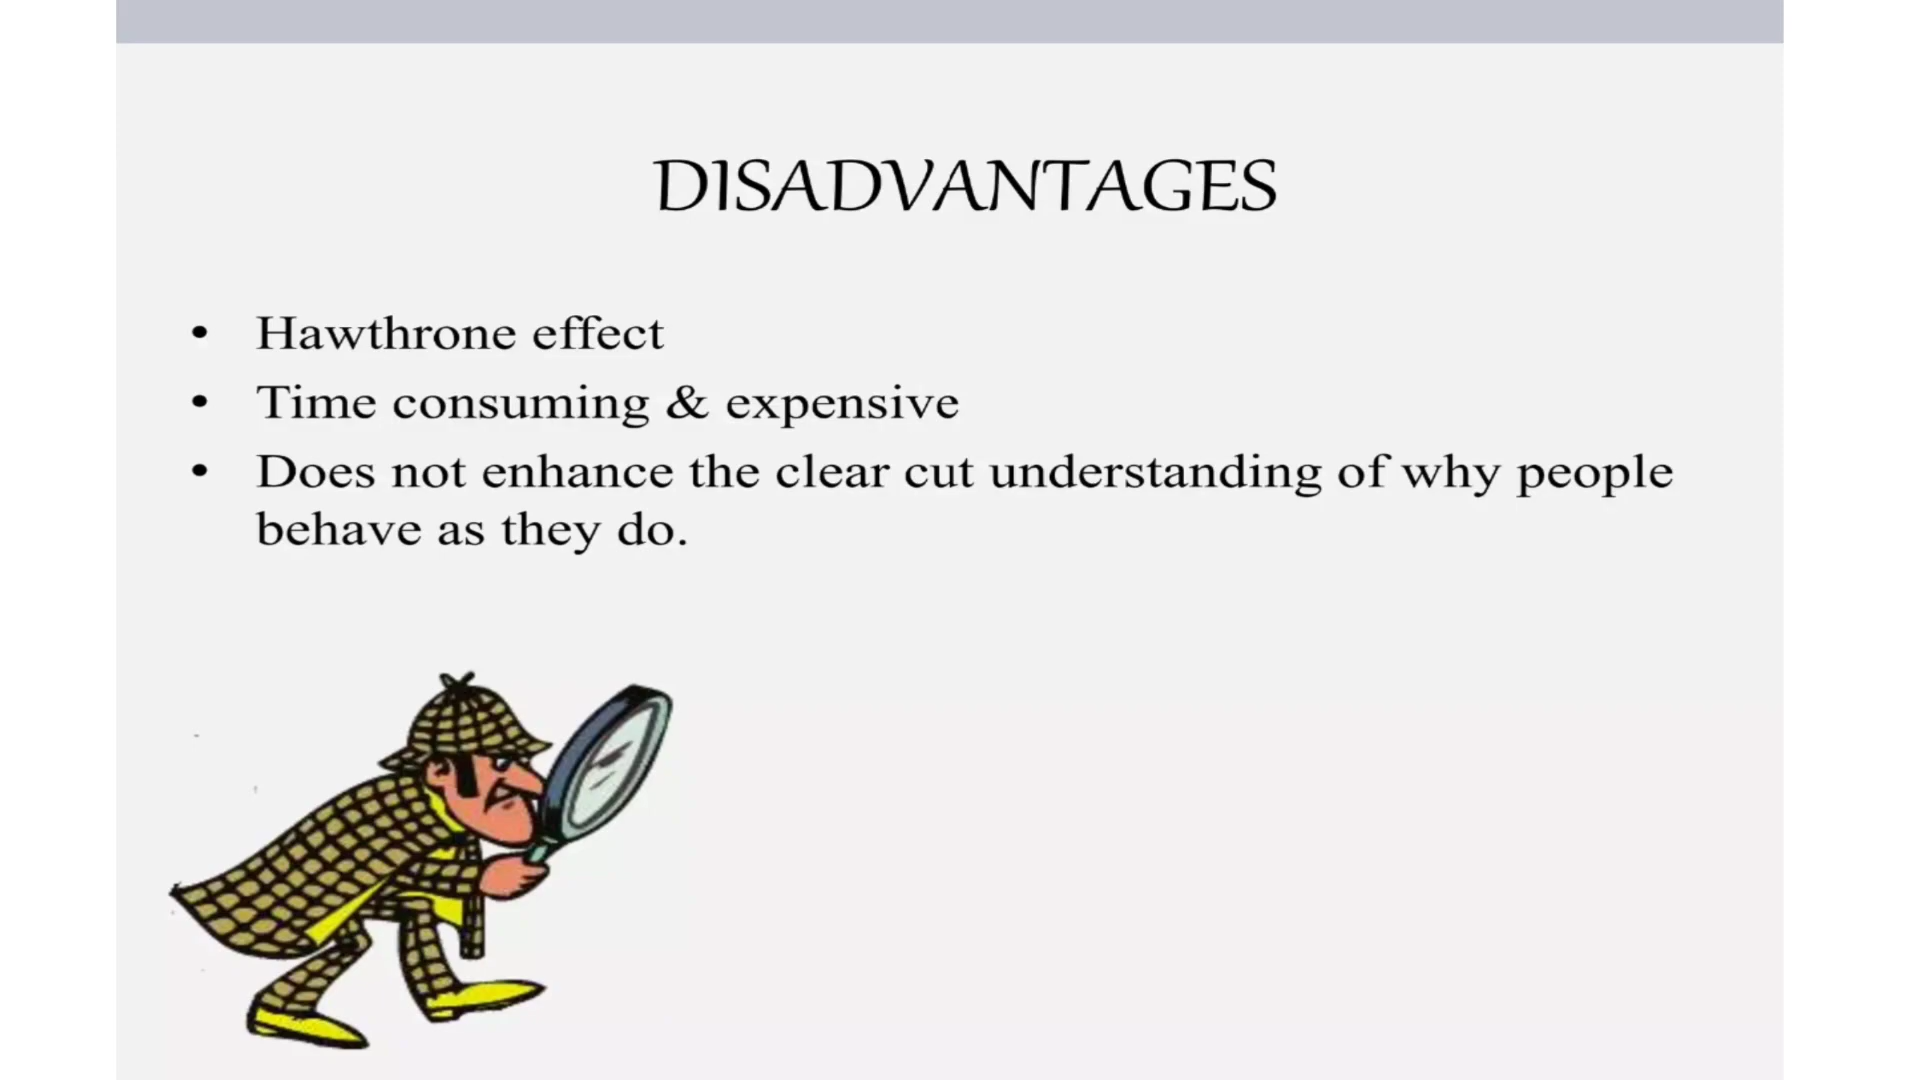 DISADVANTAGES
• Hawthrone effect
• Time consuming & expensive
• Does not enhance the clear cut understanding of why people
behave as they do.